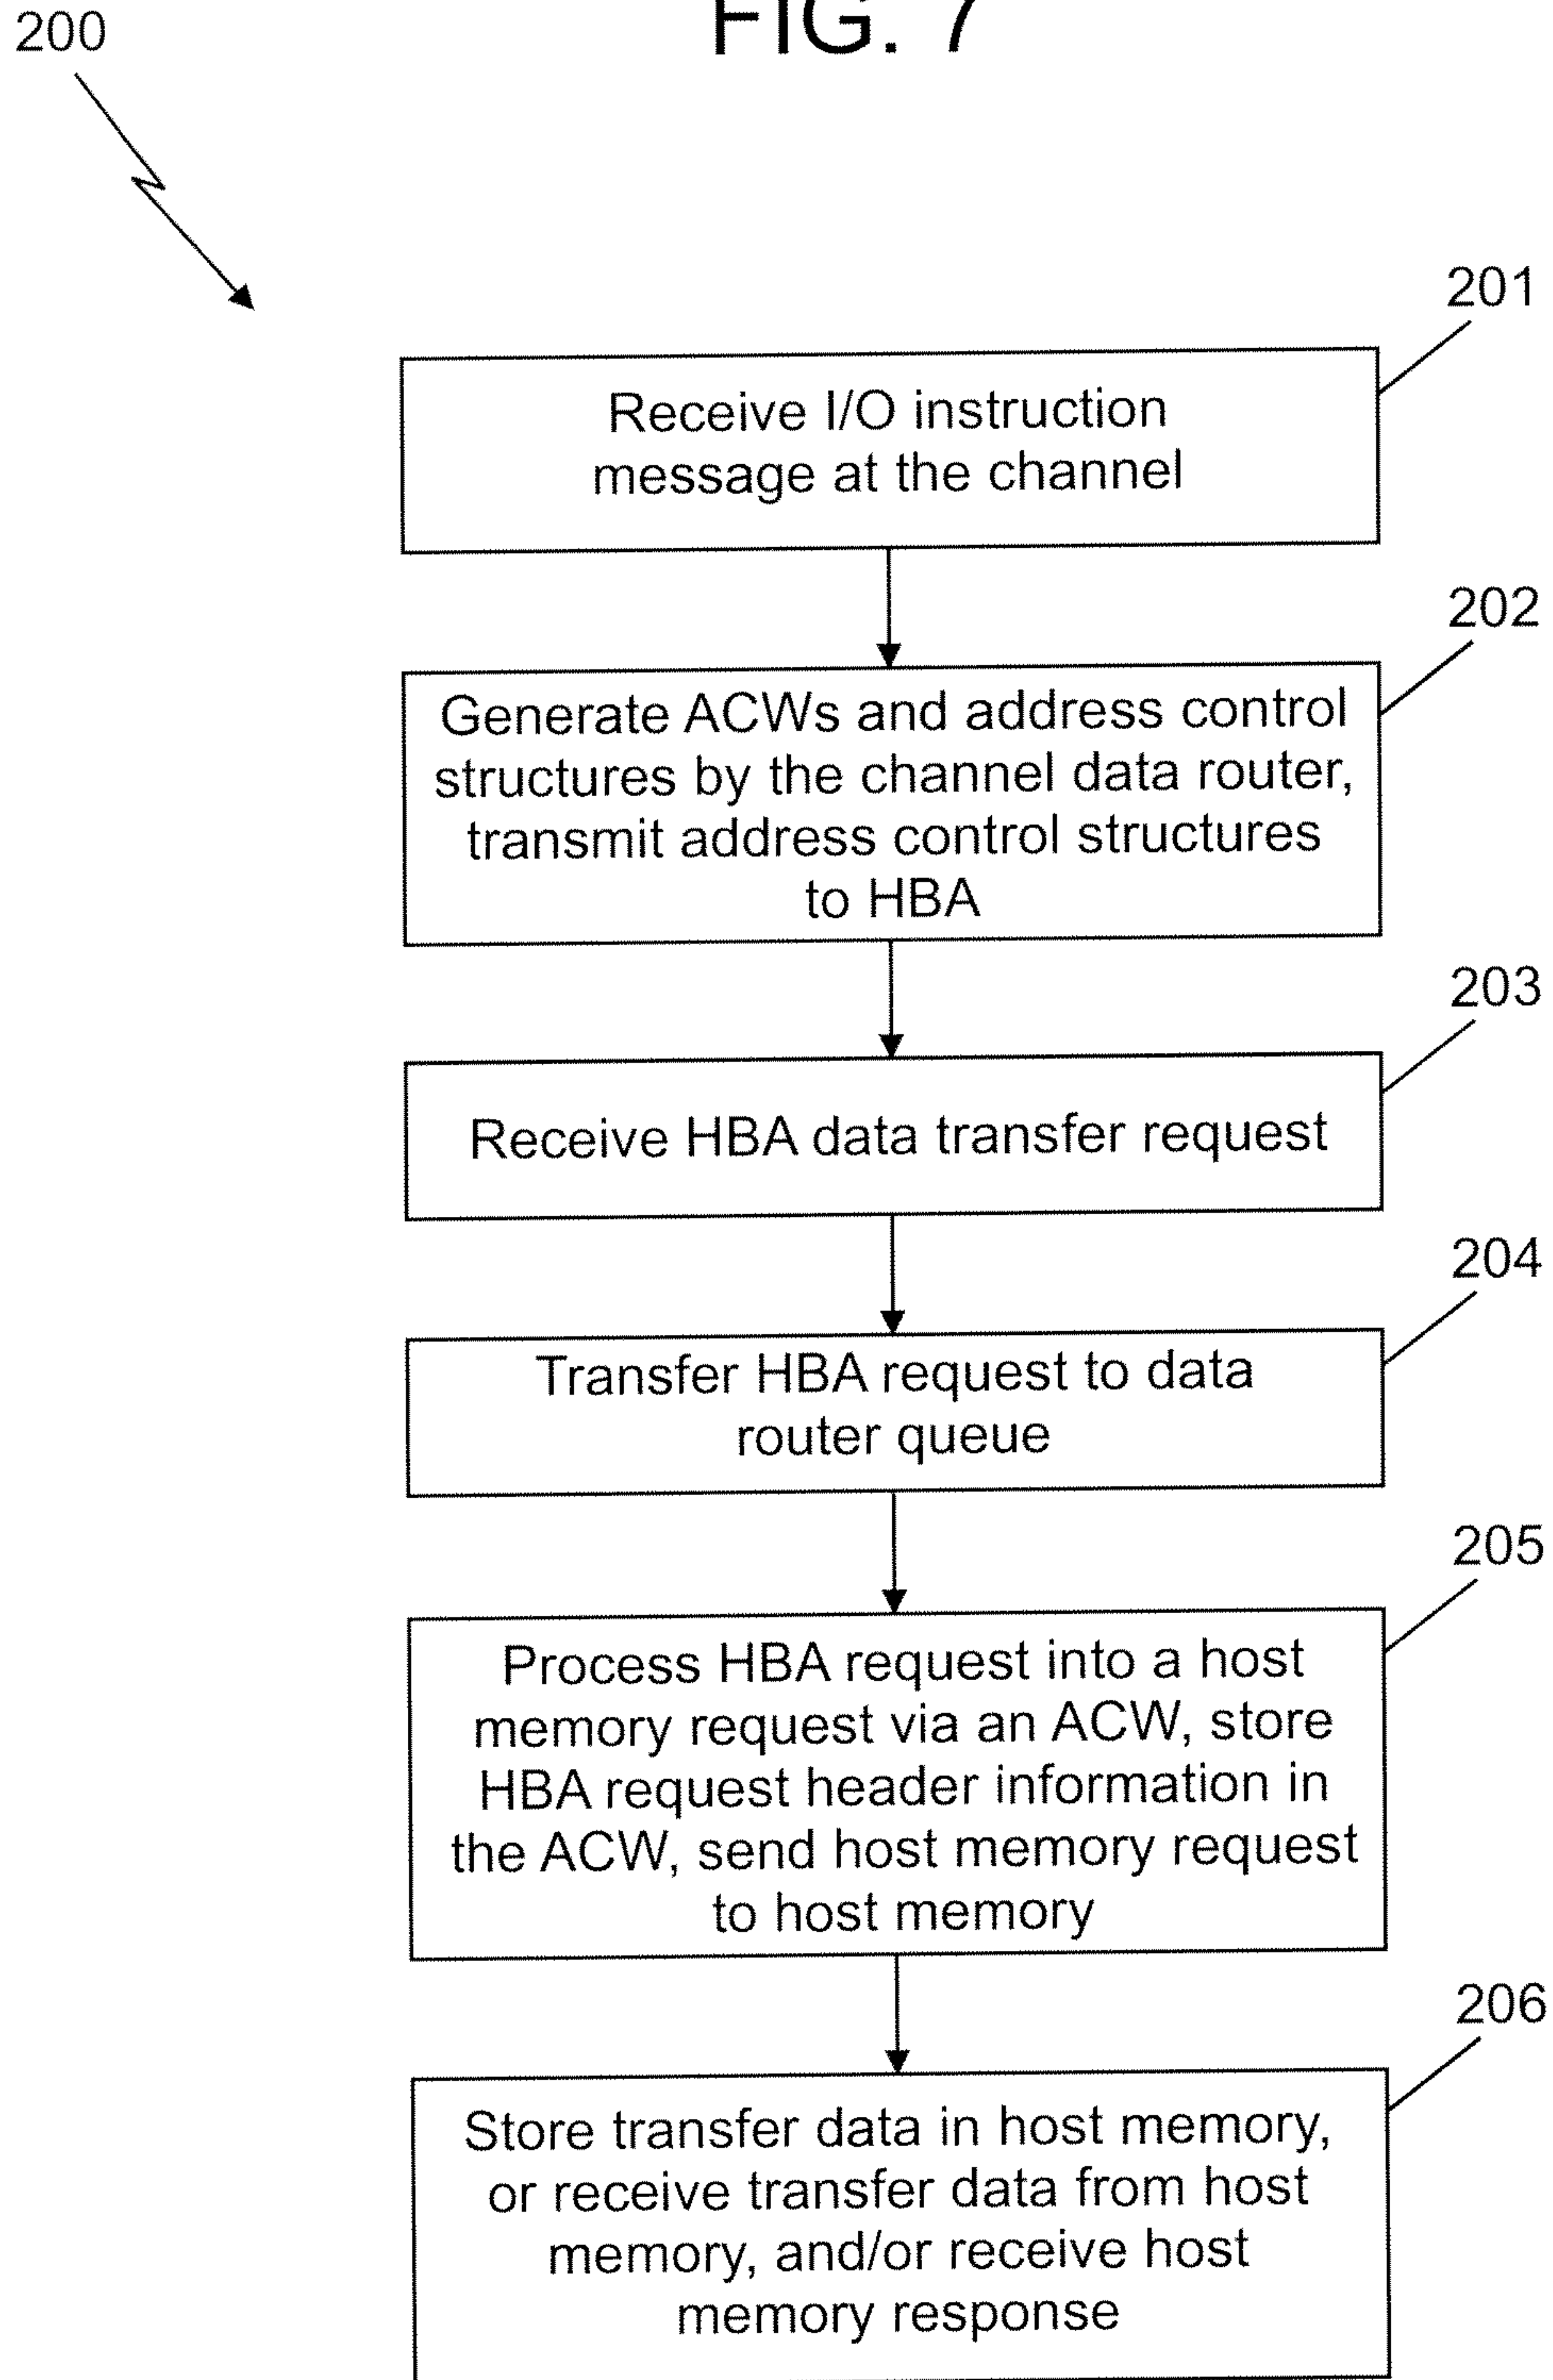 FIG. 7
200
201
Receive I/O instruction
message at the channel
202
Generate ACWs and address control
structures by the channel data router,
transmit address control structures
to HBA
203
Receive HBA data transfer request
204
Transfer HBA request to data
router queue
205
Process HBA request into a host
memory request via an ACW, store
HBA request header information in
the ACW, send host memory request
to host memory
206
Store transfer data in host memory,
or receive transfer data from host
memory, and/or receive host
memory response